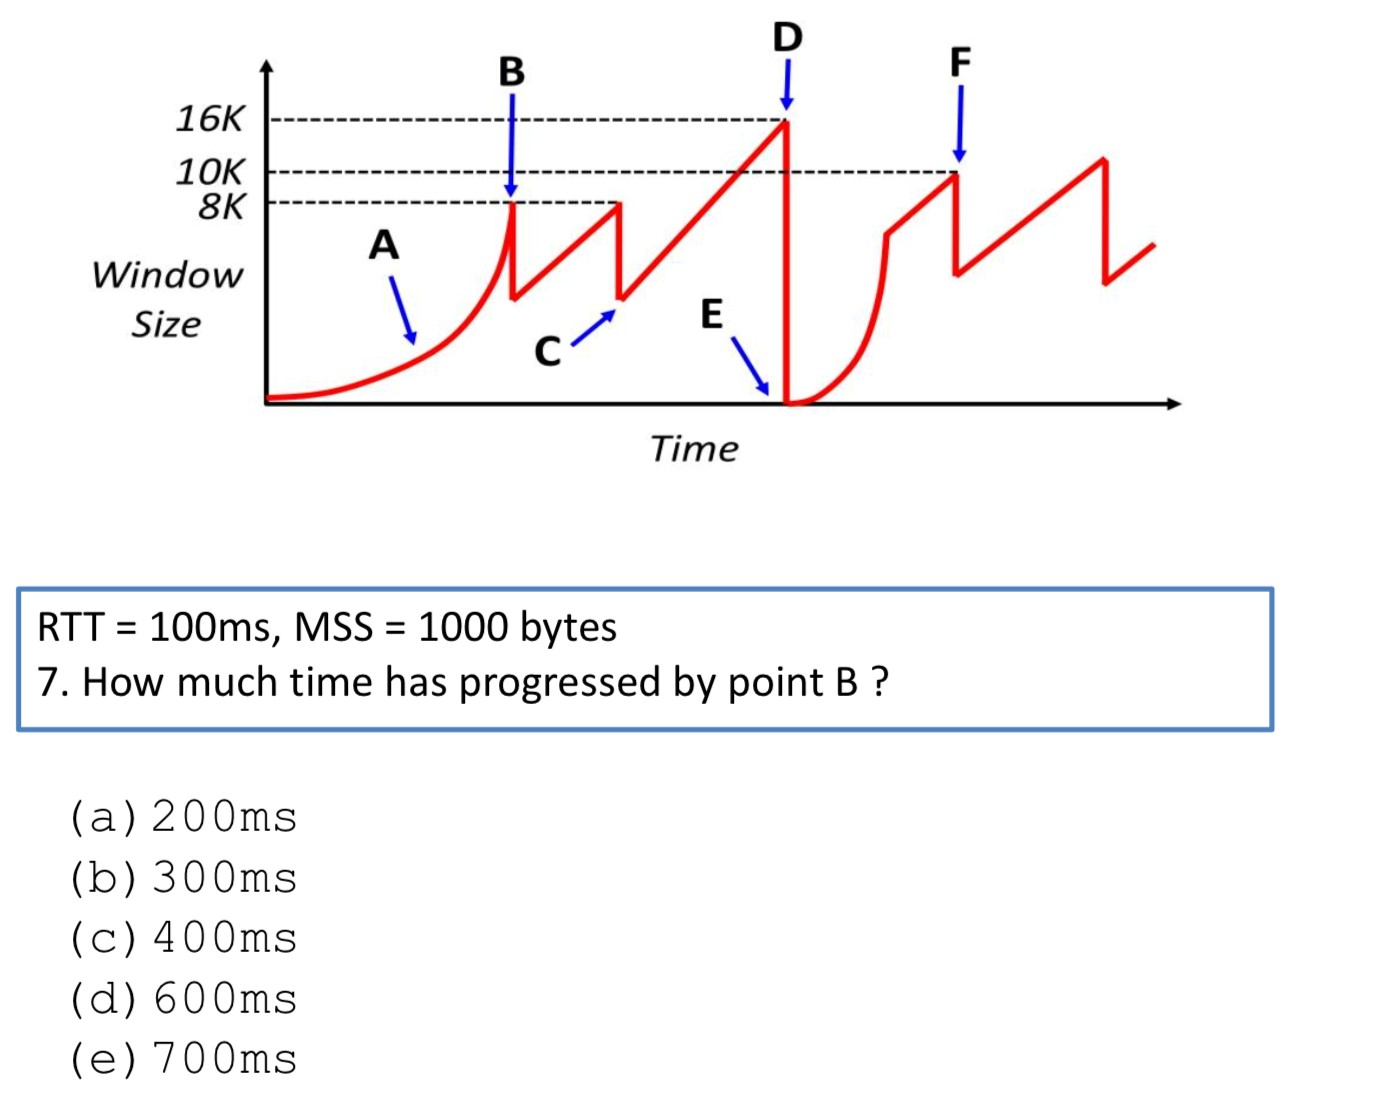 D
F
B
16K
10K
8K
A
Window
Size
E
C
Time
RTT = 100ms, MSS = 1000 bytes
7. How much time has progressed by point B ?
(a) 200ms
(b) 300ms
(c) 400ms
(d) 600ms
(e) 700ms